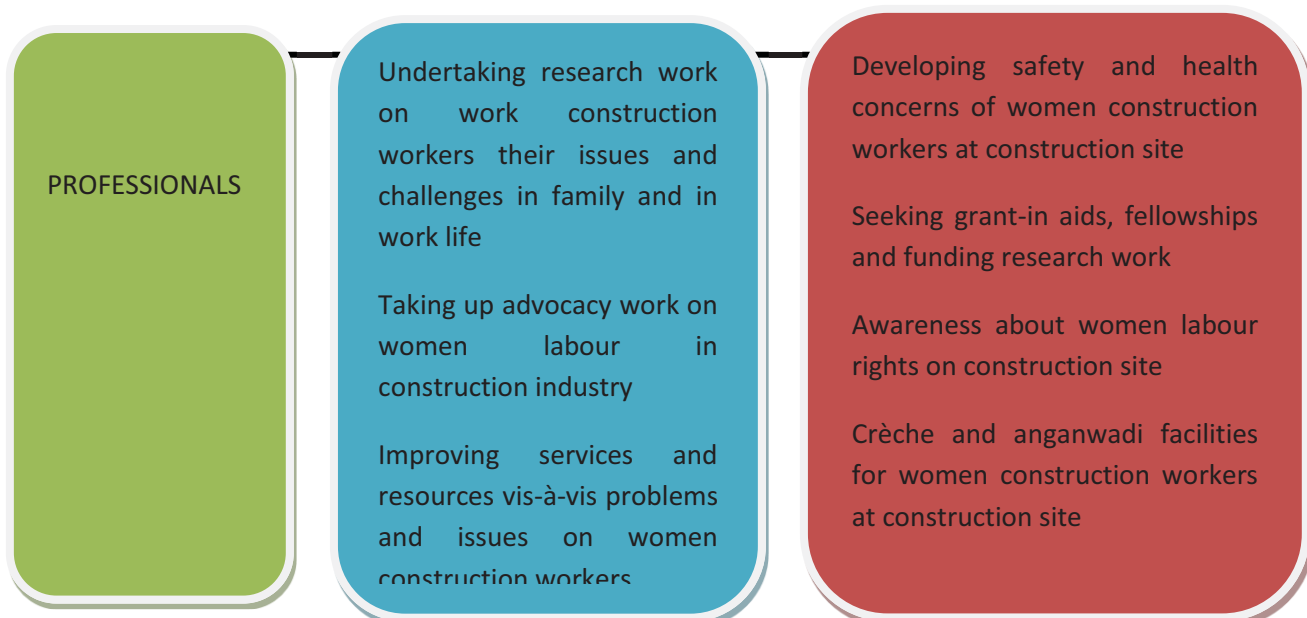 PROFESSIONALS
Undertaking research work
on work construction
workers their issues and
challenges in family and in
work life
Taking up advocacy work on
women labour in
construction industry
Improving services and
resources vis-à-vis problems
and issues on women
construction workers
Developing safety and health
concerns of women construction
workers at construction site
Seeking grant-in aids, fellowships
and funding research work
Awareness about women labour
rights on construction site
Crèche and anganwadi facilities
for women construction workers
at construction site